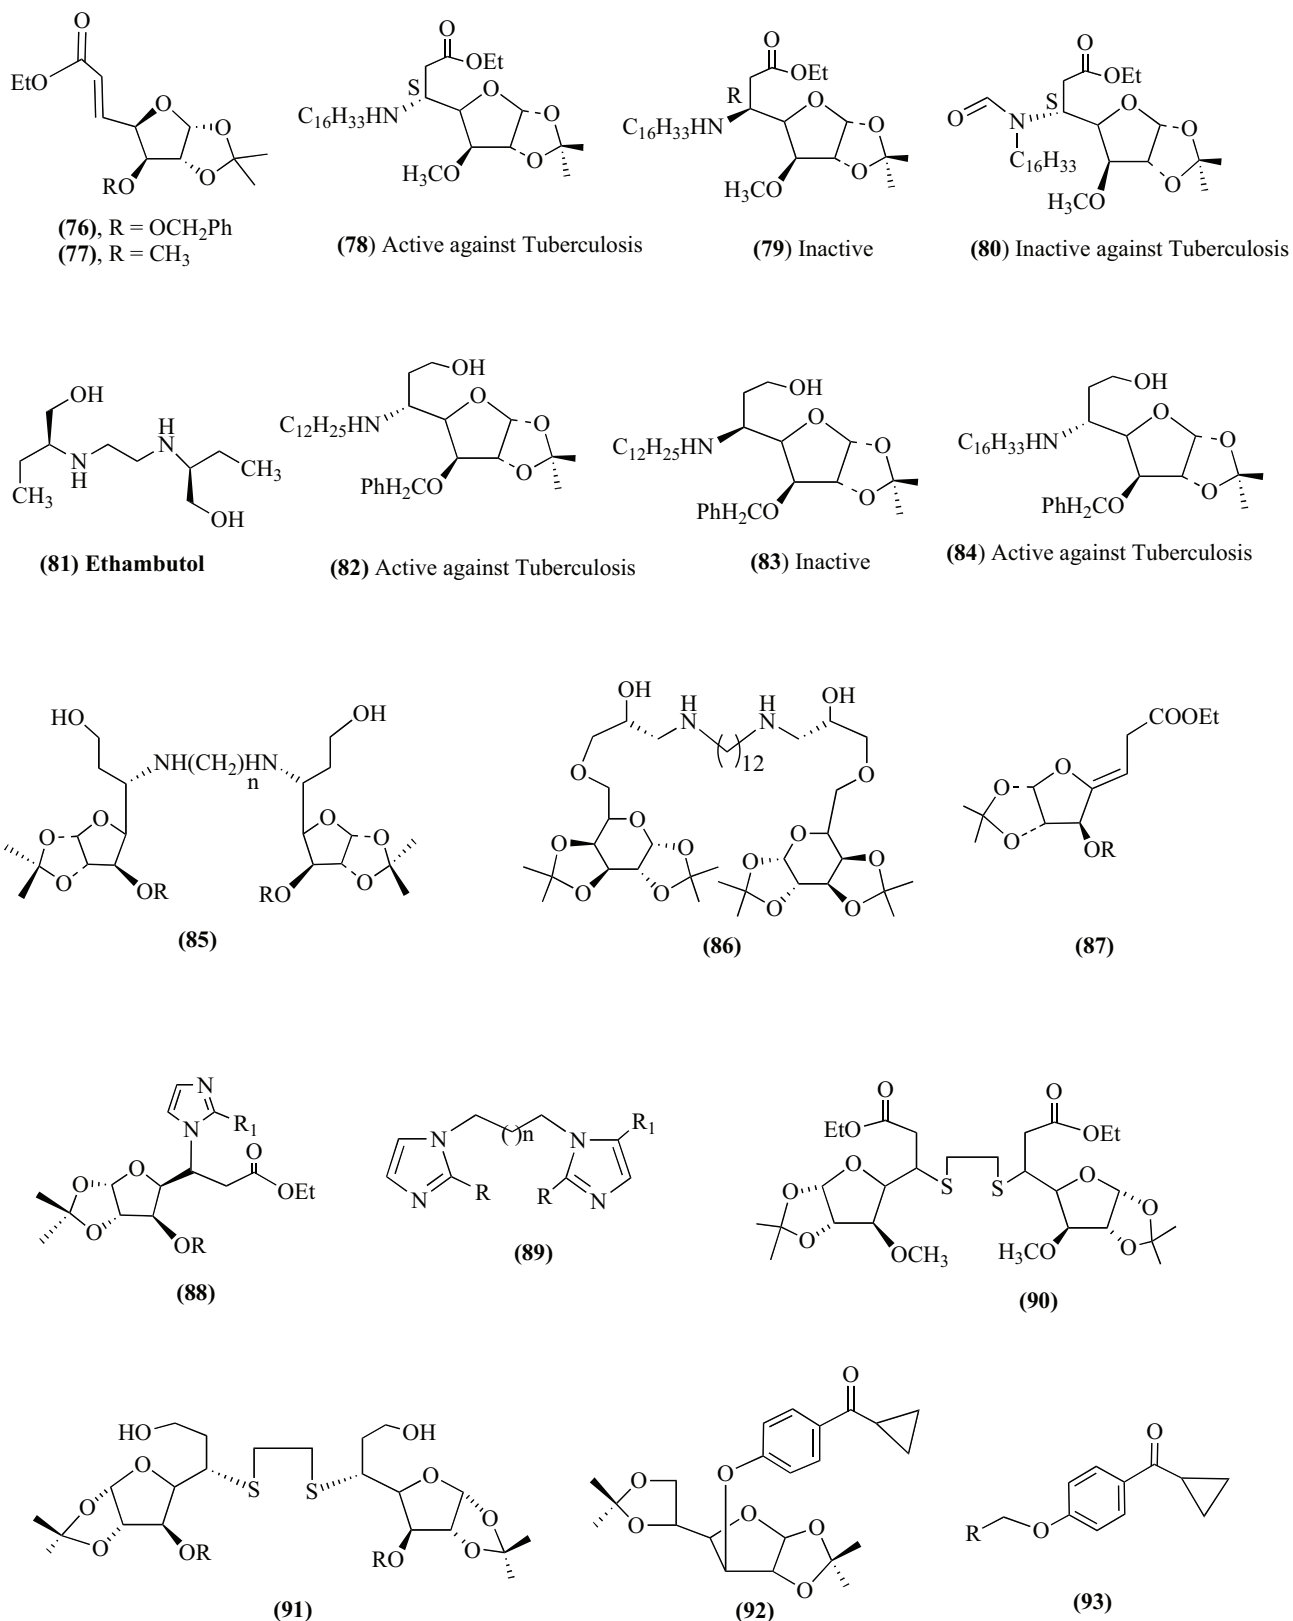 O
EtO
O
O
RO
O
(76), R = OCH2Ph
(77), R = CH3
O
OEt
S
C16H33HN
O
O
H3CO
O
(78) Active against Tuberculosis
O
OEt
R
C16H33HN
O
O
H3CO
O
(79) Inactive
O
OEt
O
N
S
C16H33
O
O
H3CO
O
(80) Inactive against Tuberculosis
OH
H
N
N
H
CH3
CH3
OH
(81) Ethambutol
OH
C12H25HN
O
O
PhH2CO
O
(82) Active against Tuberculosis
OH
C12H25HN
O
O
PhH2CO
O
(83) Inactive
OH
C16H33HN
O
O
PhH2CO
O
(84) Active against Tuberculosis
HO
OH
NH(CH2)HN
n
O
O
O
RO
O
O
O
RO
O
(85)
OH
H
N
H
N
OH
12
O
O
O
O
O
O
O
O
O
O
O
O
(86)
COOEt
O
O
O
OR
(87)
N
N
R1
O
O
O
OEt
O
OR
(88)
N
N
R
n
N
R1
R
N
(89)
O
EtO
O
OEt
S
S
O
O
O
OCH3
O
O
H3CO
O
(90)
HO
OH
S
S
O
O
O
OR
O
O
RO
O
(91)
O
O
O
O
O
O
O
(92)
O
R
O
(93)